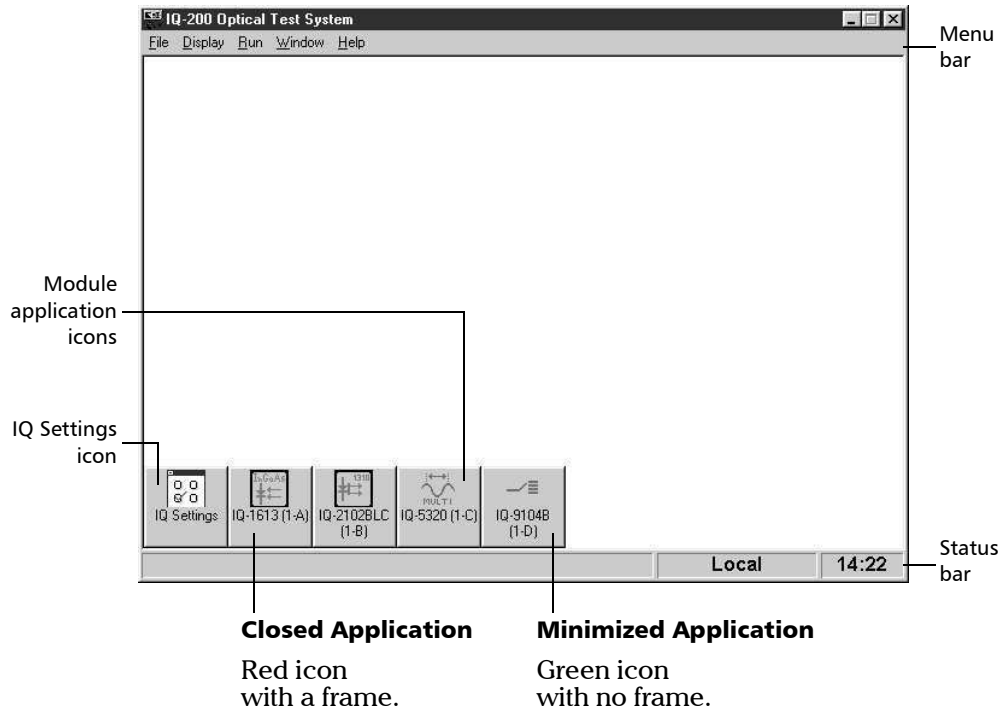 IQ-200 Optical Test System
File Display Run Window Help
Menu
bar
Module
application
icons
IQ Settings
icon
InGaAs
1310
MULTI
IQ Settings
IQ-1613 (1-A)
IQ-2102BLC
(1-B)
IQ-5320 (1-C)
IQ-9104B
(1-D)
Local
14:22
Status
bar
Closed Application
Red icon
with a frame.
Minimized Application
Green icon
with no frame.